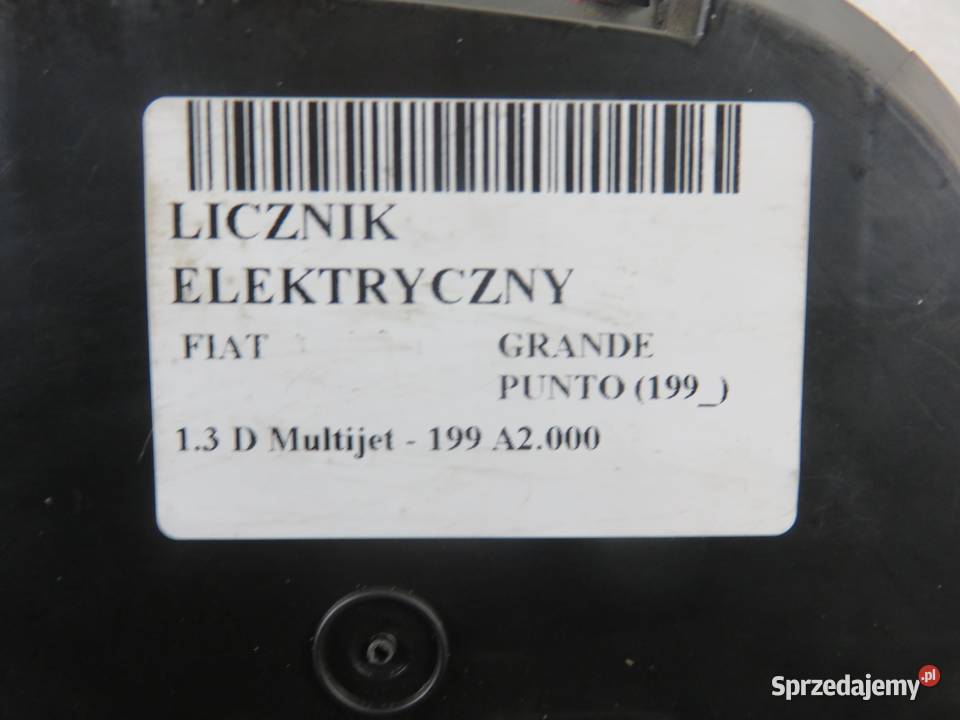 LICZNIK
ELEKTRYCZNY
FIAT GRANDE
PUNTO (199_)
1.3 D Multijet - 199 A2.000
Sprzedajemy.pl